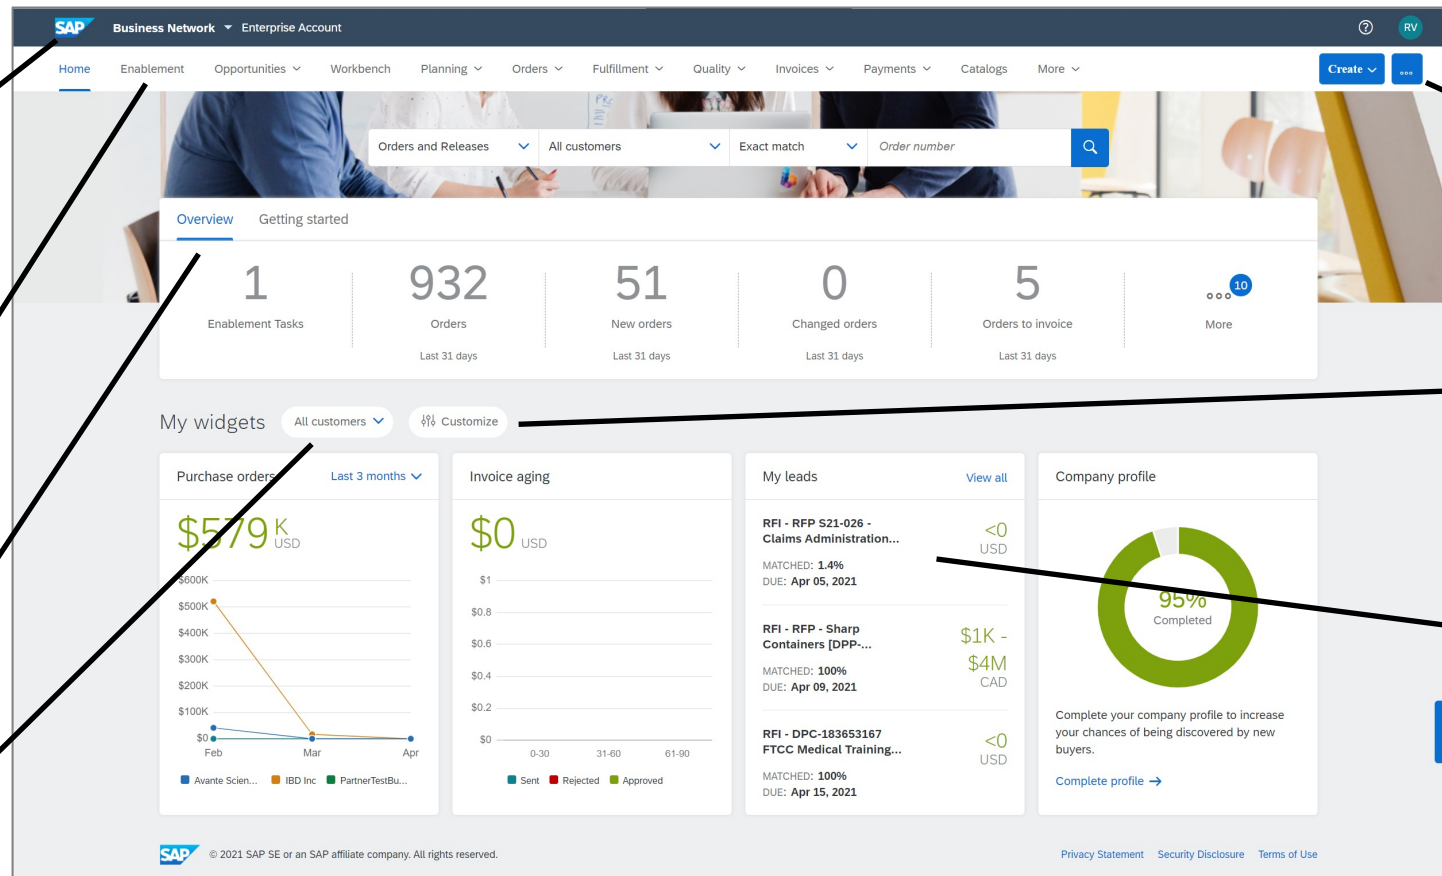 SAP Business Network Enterprise Account ? RV
Home Enablement Opportunities Workbench Planning Orders Fulfillment Quality Invoices Payments Catalogs More Create
Orders and Releases All customers Exact match Order number
Overview Getting started
1 932 51 0 5 10
Enablement Tasks Orders New orders Changed orders Orders to invoice More
Last 31 days Last 31 days Last 31 days Last 31 days
My widgets All customers Customize
Purchase orders Last 3 months
$579 K
USD
$600K
$500K
$400K
$300K
$200K
$100K
$0
Feb Mar Apr
Avante Scien... IBD Inc PartnerTestBu...
Invoice aging
$0 USD
$1
$0.8
$0.6
$0.4
$0.2
$0
0-30 31-60 61-90
Sent Rejected Approved
My leads View all
RFI - RFP S21-026 -
Claims Administration...
<0
USD
MATCHED: 1.4%
DUE: Apr 05, 2021
RFI - RFP - Sharp
Containers [DPP-...
$1K -
$4M
CAD
MATCHED: 100%
DUE: Apr 09, 2021
RFI - DPC-183653167
FTCC Medical Training...
<0
USD
MATCHED: 100%
DUE: Apr 15, 2021
Company profile
95%
Completed
Complete your company profile to increase
your chances of being discovered by new
buyers.
Complete profile →
SAP © 2021 SAP SE or an SAP affiliate company. All rights reserved. Privacy Statement Security Disclosure Terms of Use